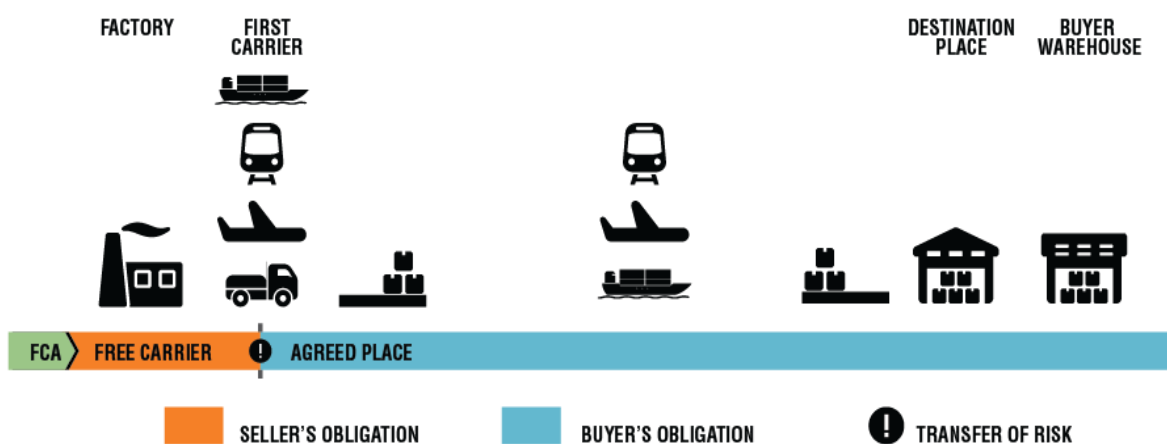 FACTORY
FIRST
CARRIER
DESTINATION
PLACE
BUYER
WAREHOUSE
FCA
FREE CARRIER
!
AGREED PLACE
SELLER'S OBLIGATION
BUYER'S OBLIGATION
!
TRANSFER OF RISK